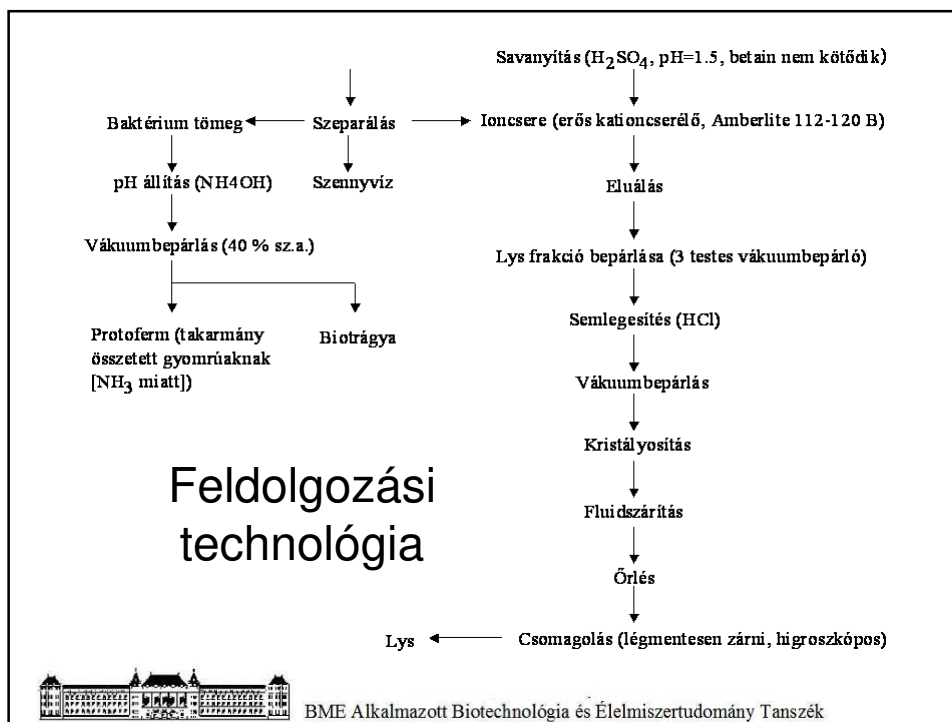 Savanyítás (H2SO4, pH=1.5, betain nem kötődik)
Baktérium tömeg
Szeparálás
Ioncsere (erős kationcserélő, Amberlite 112-120 B)
pH állítás (NH4OH)
Szennyvíz
Eluálás
Vákuumbepárlás (40 % sz.a.)
Lys frakció bepárlása (3 testes vákuumbepárló)
Protoferm (takarmány
összetett gyomrúaknak
[NH3 miatt])
Biotrágya
Semlegesítés (HCl)
Vákuumbepárlás
Kristályosítás
Feldolgozási
technológia
Fluidszárítás
Őrlés
Lys
Csomagolás (légmentesen zárni, higroszkópos)
BME Alkalmazott Biotechnológia és Élelmiszertudomány Tanszék